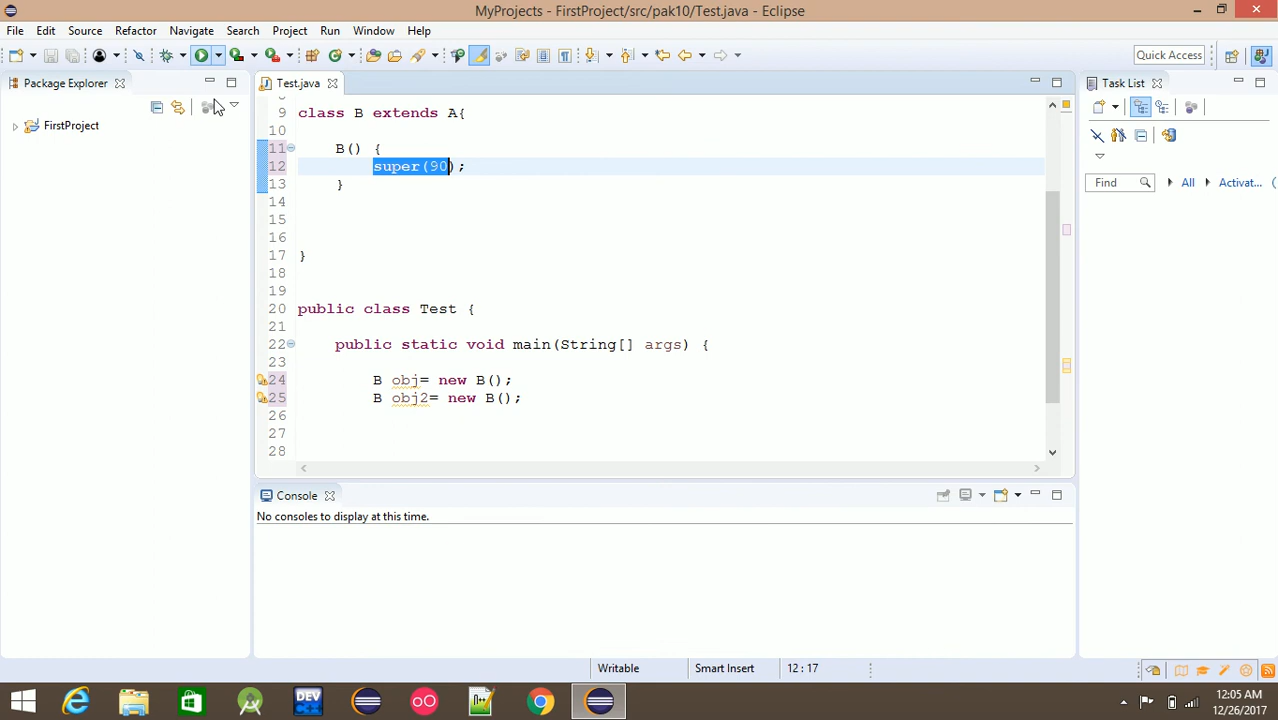 MyProjects - FirstProject/src/pak10/Test.java - Eclipse
File Edit Source Refactor Navigate Search Project Run Window Help
Quick Access
Package Explorer
Test.java
Task List
FirstProject
9 class B extends A{
10
11 B() {
12 super(90);
13 }
14
15
16
17 }
18
19
20 public class Test {
21
22 public static void main(String[] args) {
23
24 B obj= new B();
25 B obj2= new B();
26
27
28
Find All Activat...
Console
No consoles to display at this time.
Writable Smart Insert 12 : 17
DEV
12:05 AM
12/26/2017